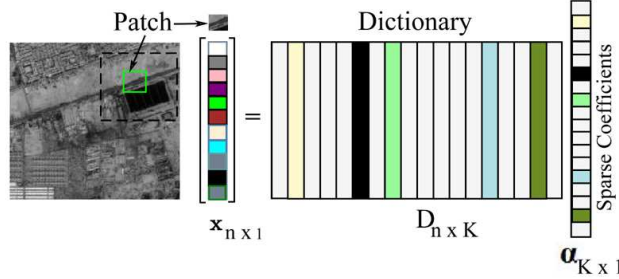 Patch
Dictionary
=
Sparse Coefficients
x n x 1
D n x K
α K x 1